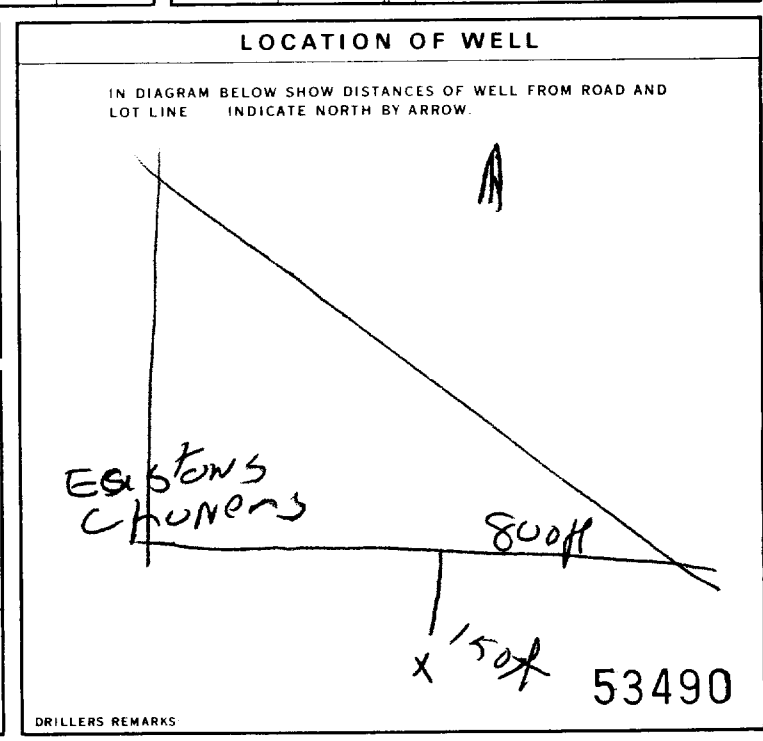 LOCATION OF WELL
IN DIAGRAM BELOW SHOW DISTANCES OF WELL FROM ROAD AND
LOT LINE INDICATE NORTH BY ARROW.
N
Eastons
800ft
X 150ft
53490
DRILLERS REMARKS